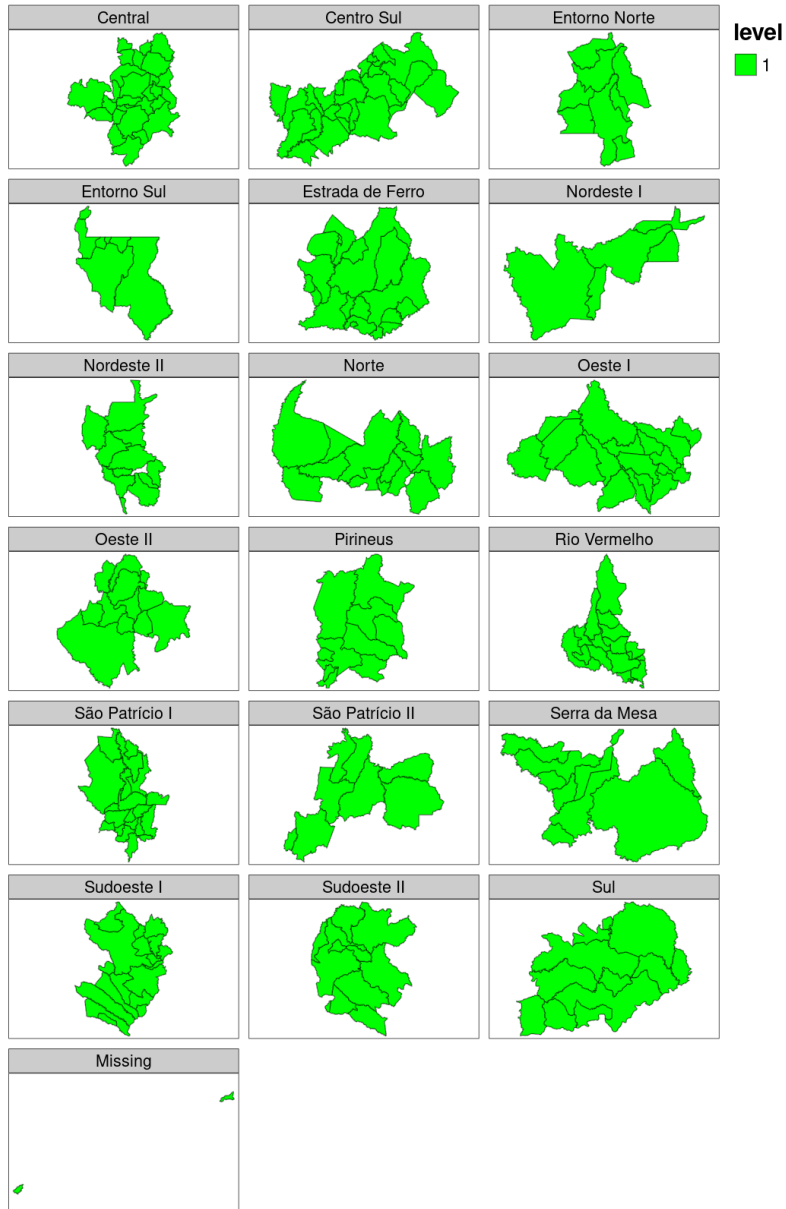 Central
Centro Sul
Entorno Norte
level
1
Entorno Sul
Estrada de Ferro
Nordeste I
Nordeste II
Norte
Oeste I
Oeste II
Pirineus
Rio Vermelho
São Patrício I
São Patrício II
Serra da Mesa
Sudoeste I
Sudoeste II
Sul
Missing